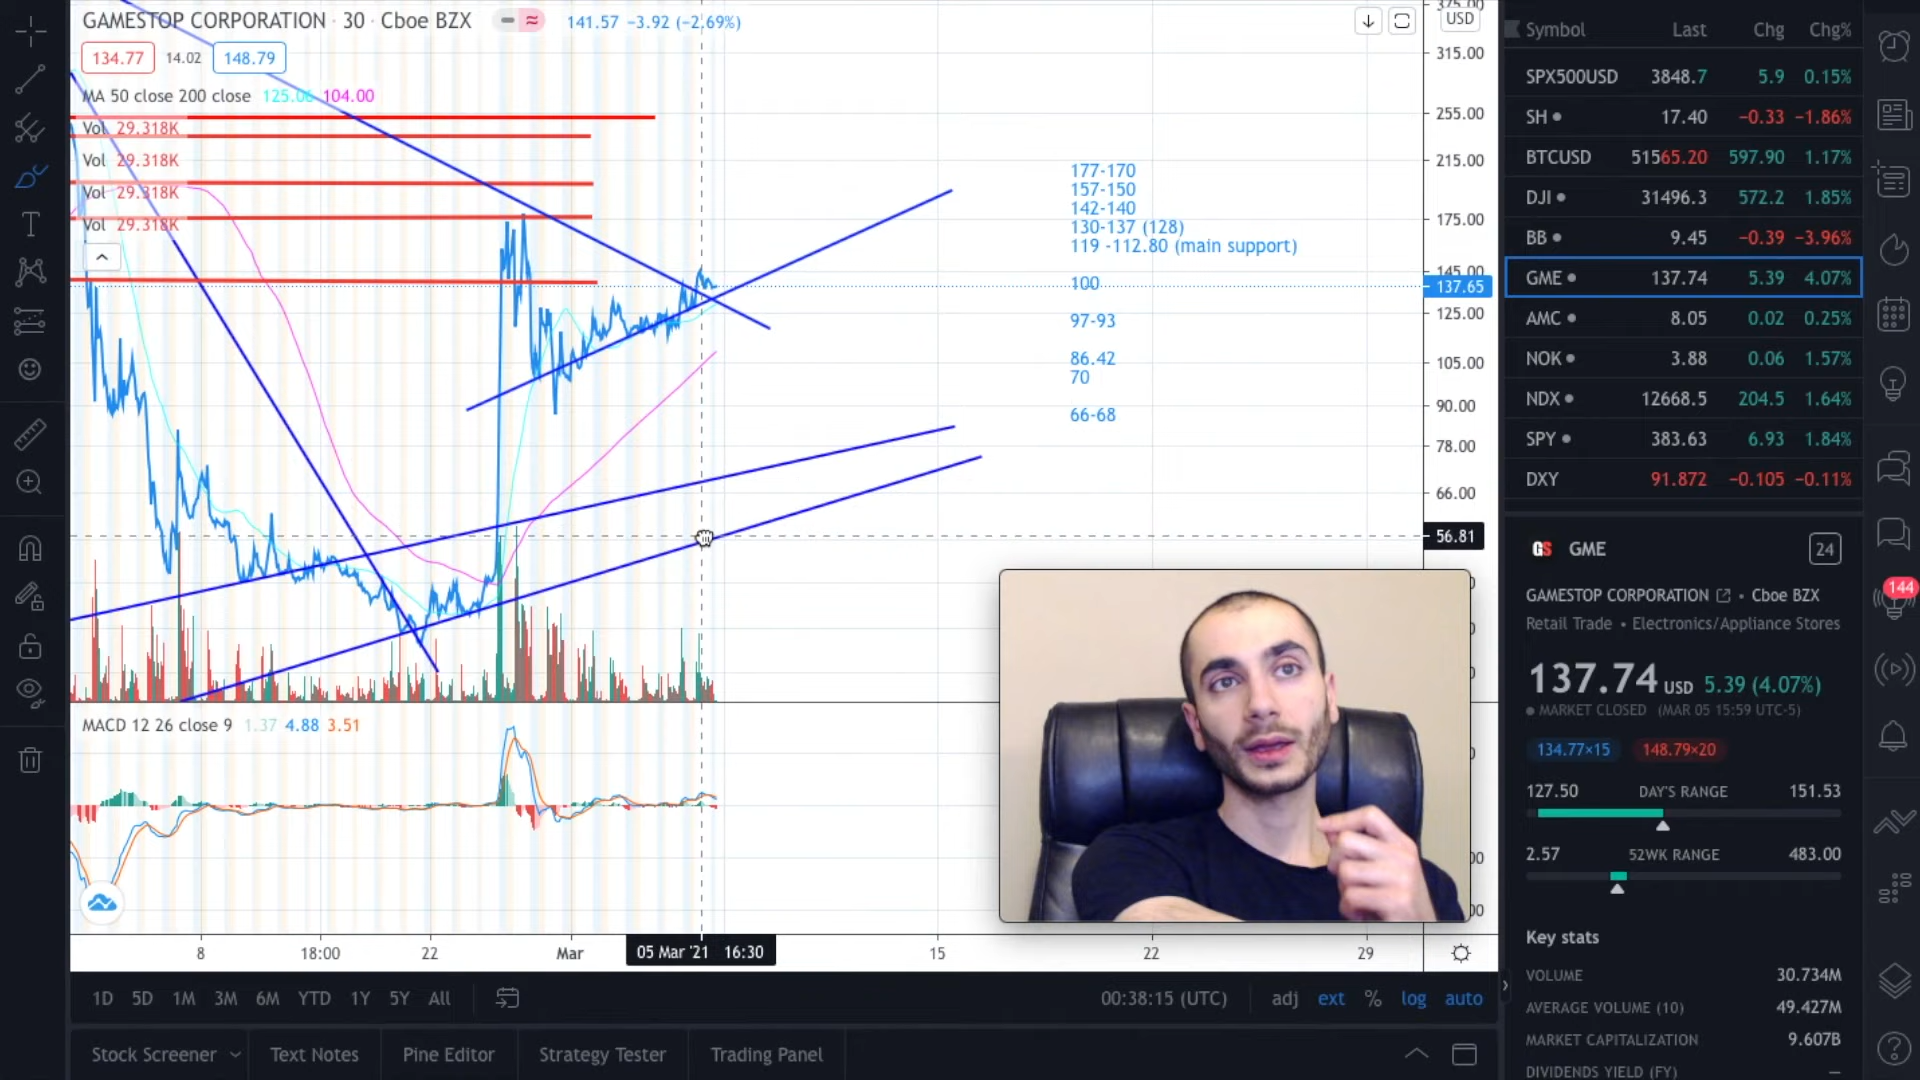 GAMESTOP CORPORATION · 30 · Cboe BZX
141.57 −3.92 (−2.69%)
134.77 14.02 148.79
MA 50 close 200 close 125.06 104.00
Vol 29.318K
Vol 29.318K
Vol 29.318K
Vol 29.318K
177-170
157-150
142-140
130-137 (128)
119 -112.80 (main support)
100
97-93
86.42
70
66-68
USD
375.00
315.00
255.00
215.00
175.00
145.00
137.65
125.00
105.00
90.00
78.00
66.00
56.81
MACD 12 26 close 9 1.37 4.88 3.51
8 18:00 22 Mar 05 Mar '21 16:30 15 22 29
1D 5D 1M 3M 6M YTD 1Y 5Y All
00:38:15 (UTC) adj ext % log auto
Stock Screener Text Notes Pine Editor Strategy Tester Trading Panel
Symbol Last Chg Chg%
SPX500USD 3848.7 5.9 0.15%
SH 17.40 −0.33 −1.86%
BTCUSD 51565.20 597.90 1.17%
DJI 31496.3 572.2 1.85%
BB 9.45 −0.39 −3.96%
GME 137.74 5.39 4.07%
AMC 8.05 0.02 0.25%
NOK 3.88 0.06 1.57%
NDX 12668.5 204.5 1.64%
SPY 383.63 6.93 1.84%
DXY 91.872 −0.105 −0.11%
GS GME 24
GAMESTOP CORPORATION • Cboe BZX
Retail Trade • Electronics/Appliance Stores
137.74 USD 5.39 (4.07%)
MARKET CLOSED (MAR 05 15:59 UTC-5)
134.77×15 148.79×20
127.50 DAY'S RANGE 151.53
2.57 52WK RANGE 483.00
Key stats
VOLUME 30.734M
AVERAGE VOLUME (10) 49.427M
MARKET CAPITALIZATION 9.607B
DIVIDENDS YIELD (FY) —
144